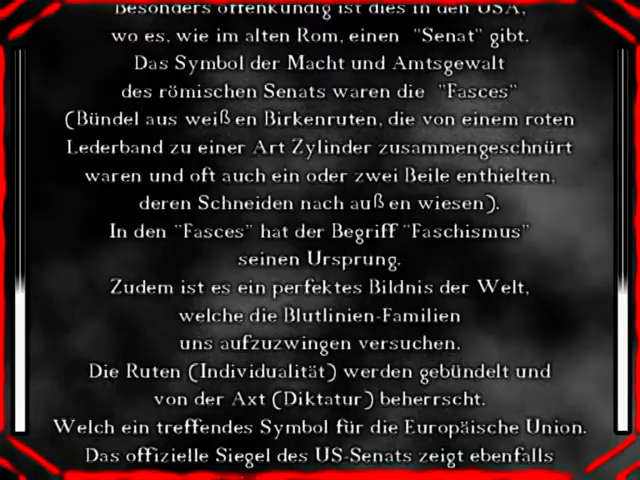 Besonders offenkundig ist dies in den USA,
wo es, wie im alten Rom, einen "Senat" gibt.
Das Symbol der Macht und Amtsgewalt
des römischen Senats waren die "Fasces"
(Bündel aus weißen Birkenruten, die von einem roten
Lederband zu einer Art Zylinder zusammengeschnürt
waren und oft auch ein oder zwei Beile enthielten,
deren Schneiden nach außen wiesen).
In den "Fasces" hat der Begriff "Faschismus"
seinen Ursprung.
Zudem ist es ein perfektes Bildnis der Welt,
welche die Blutlinien-Familien
uns aufzuzwingen versuchen.
Die Ruten (Individualität) werden gebündelt und
von der Axt (Diktatur) beherrscht.
Welch ein treffendes Symbol für die Europäische Union.
Das offizielle Siegel des US-Senats zeigt ebenfalls